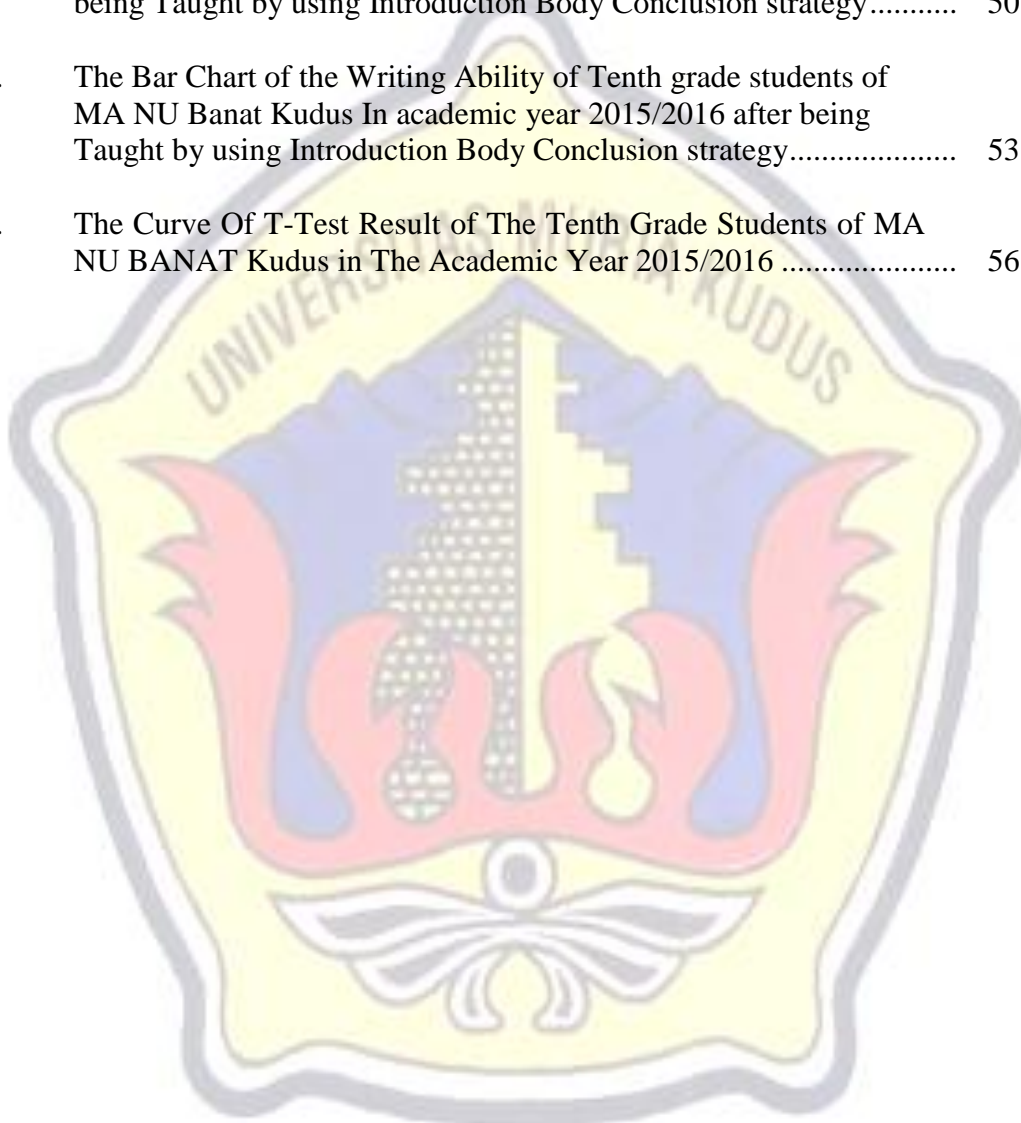 being Taught by using Introduction Body Conclusion strategy........... 50
. The Bar Chart of the Writing Ability of Tenth grade students of
MA NU Banat Kudus In academic year 2015/2016 after being
Taught by using Introduction Body Conclusion strategy..................... 53
. The Curve Of T-Test Result of The Tenth Grade Students of MA
NU BANAT Kudus in The Academic Year 2015/2016 ...................... 56
UNIVERSITAS MURIA KUDUS